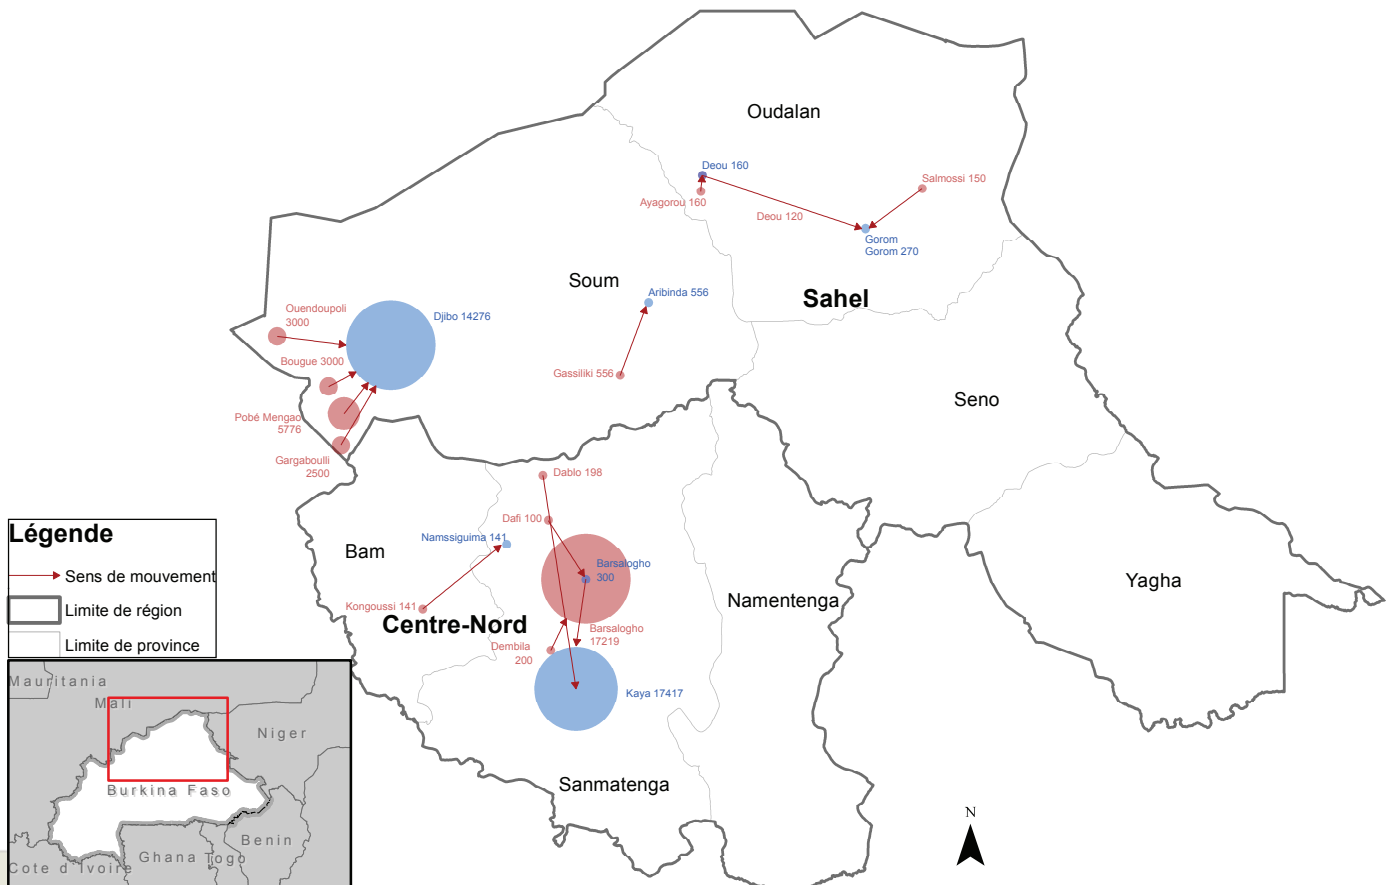 Oudalan
Deou 160
Salmossi 150
Ayagorou 160
Deou 120
Gorom
Gorom 270
Soum
Aribinda 556
Sahel
Ouendoupoli
3000
Djibo 14276
Bougue 3000
Gassiliki 556
Pobé Mengao
5776
Gargaboulli
2500
Seno
Dablo 198
Dafi 100
Namssiguima 141
Bam
Barsalogho
300
Yagha
Namentenga
Kongoussi 141
Centre-Nord
Barsalogho
17219
Dembila
200
Kaya 17417
Sanmatenga
Légende
Sens de mouvement
Limite de région
Limite de province
Mauritania
Mali
Niger
Burkina Faso
Benin
Ghana
Togo
Cote d'Ivoire
N